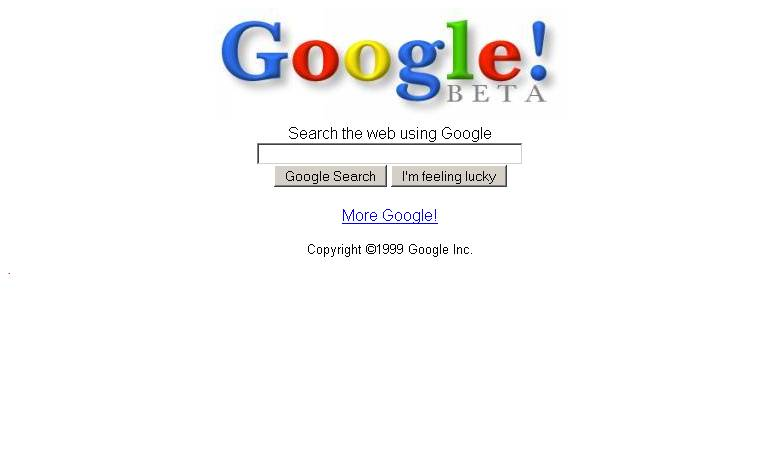 Google!
BETA
Search the web using Google
Google Search I'm feeling lucky
More Google!
Copyright ©1999 Google Inc.
.